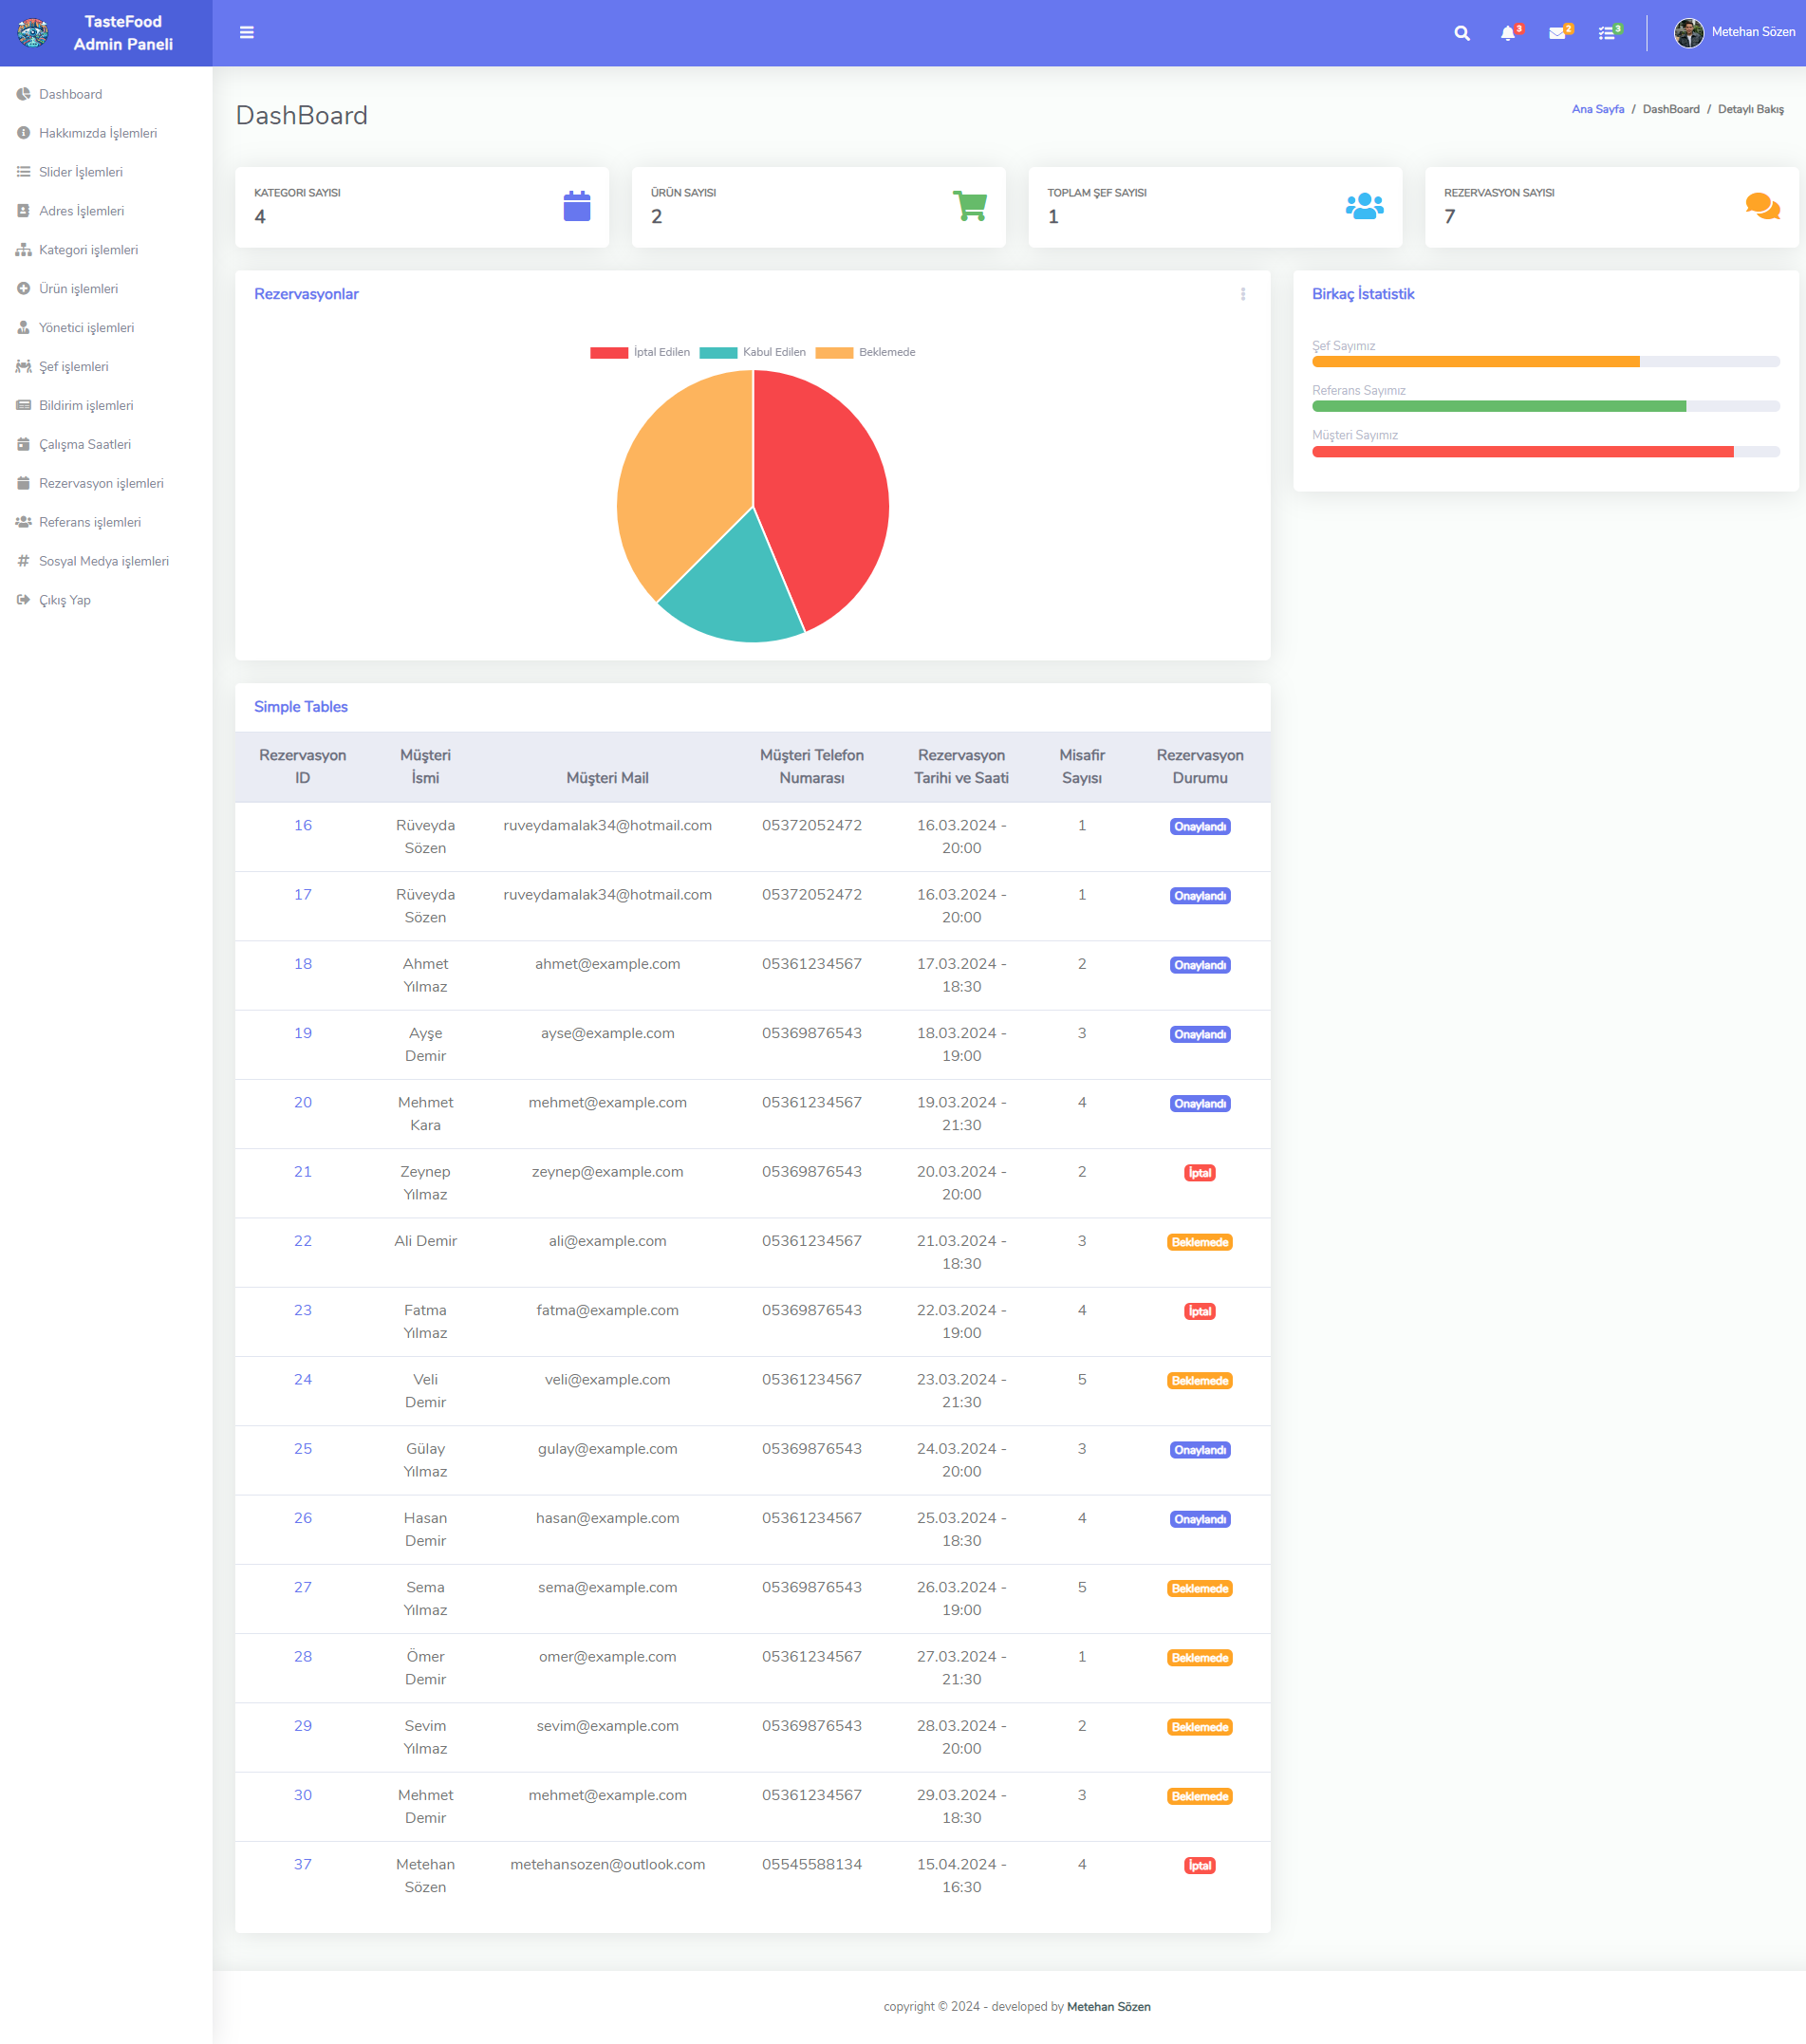 TasteFood
Admin Paneli
3
2
3
Metehan Sözen
Dashboard
Hakkımızda İşlemleri
Slider İşlemleri
Adres İşlemleri
Kategori işlemleri
Ürün işlemleri
Yönetici işlemleri
Şef işlemleri
Bildirim işlemleri
Çalışma Saatleri
Rezervasyon işlemleri
Referans işlemleri
Sosyal Medya işlemleri
Çıkış Yap
DashBoard
Ana Sayfa / DashBoard / Detaylı Bakış
KATEGORI SAYISI
4
ÜRÜN SAYISI
2
TOPLAM ŞEF SAYISI
1
REZERVASYON SAYISI
7
Rezervasyonlar
İptal Edilen Kabul Edilen Beklemede
Birkaç İstatistik
Şef Sayımız
Referans Sayımız
Müşteri Sayımız
Simple Tables
Rezervasyon Müşteri Müşteri Telefon Rezervasyon Misafir Rezervasyon
ID İsmi Müşteri Mail Numarası Tarihi ve Saati Sayısı Durumu
16 Rüveyda ruveydamalak34@hotmail.com 05372052472 16.03.2024 - 1 Onaylandı
Sözen 20:00
17 Rüveyda ruveydamalak34@hotmail.com 05372052472 16.03.2024 - 1 Onaylandı
Sözen 20:00
18 Ahmet ahmet@example.com 05361234567 17.03.2024 - 2 Onaylandı
Yılmaz 18:30
19 Ayşe ayse@example.com 05369876543 18.03.2024 - 3 Onaylandı
Demir 19:00
20 Mehmet mehmet@example.com 05361234567 19.03.2024 - 4 Onaylandı
Kara 21:30
21 Zeynep zeynep@example.com 05369876543 20.03.2024 - 2 İptal
Yılmaz 20:00
22 Ali Demir ali@example.com 05361234567 21.03.2024 - 3 Beklemede
18:30
23 Fatma fatma@example.com 05369876543 22.03.2024 - 4 İptal
Yılmaz 19:00
24 Veli veli@example.com 05361234567 23.03.2024 - 5 Beklemede
Demir 21:30
25 Gülay gulay@example.com 05369876543 24.03.2024 - 3 Onaylandı
Yılmaz 20:00
26 Hasan hasan@example.com 05361234567 25.03.2024 - 4 Onaylandı
Demir 18:30
27 Sema sema@example.com 05369876543 26.03.2024 - 5 Beklemede
Yılmaz 19:00
28 Ömer omer@example.com 05361234567 27.03.2024 - 1 Beklemede
Demir 21:30
29 Sevim sevim@example.com 05369876543 28.03.2024 - 2 Beklemede
Yılmaz 20:00
30 Mehmet mehmet@example.com 05361234567 29.03.2024 - 3 Beklemede
Demir 18:30
37 Metehan metehansozen@outlook.com 05545588134 15.04.2024 - 4 İptal
Sözen 16:30
copyright © 2024 - developed by Metehan Sözen